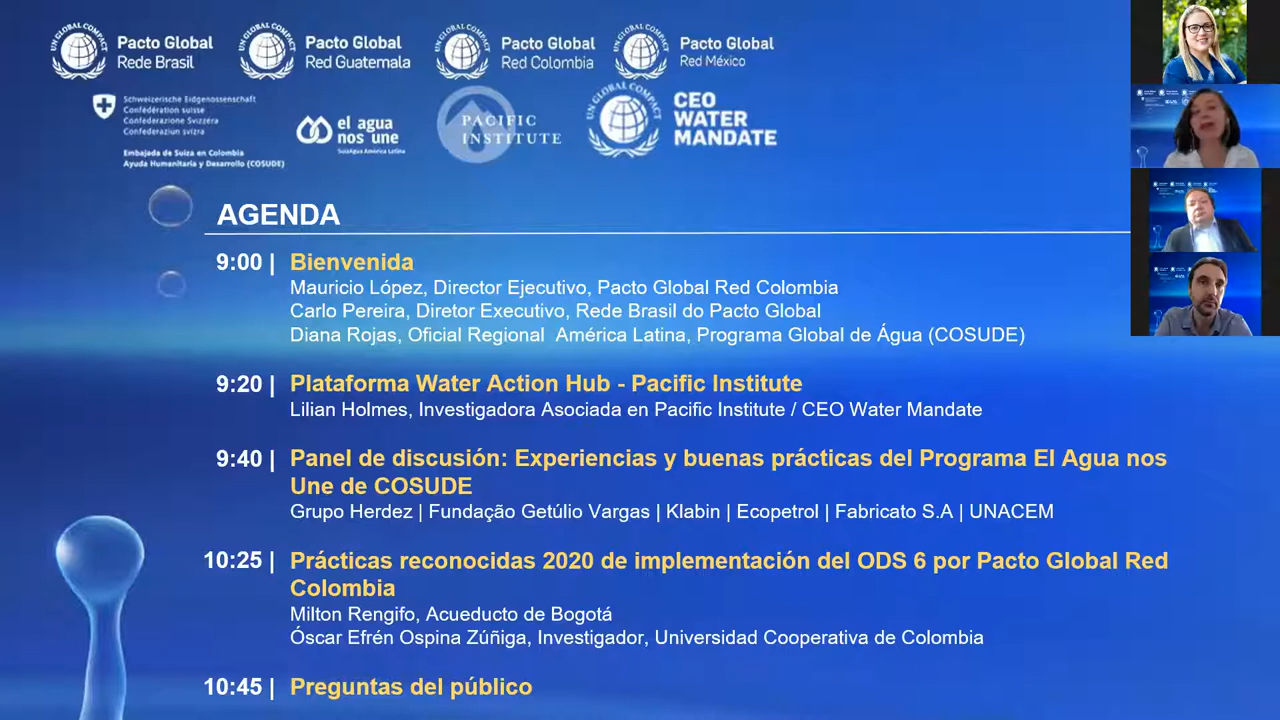 Pacto Global
Rede Brasil
Pacto Global
Red Guatemala
Pacto Global
Red Colombia
Pacto Global
Red México
Schweizerische Eidgenossenschaft
Confédération suisse
Confederazione Svizzera
Confederaziun svizra
Embajada de Suiza en Colombia
Ayuda Humanitaria y Desarrollo (COSUDE)
el agua
nos une
SuizAgua América Latina
PACIFIC
INSTITUTE
UN GLOBAL COMPACT
CEO
WATER
MANDATE
AGENDA
9:00 | Bienvenida
Mauricio López, Director Ejecutivo, Pacto Global Red Colombia
Carlo Pereira, Diretor Executivo, Rede Brasil do Pacto Global
Diana Rojas, Oficial Regional América Latina, Programa Global de Água (COSUDE)
9:20 | Plataforma Water Action Hub - Pacific Institute
Lilian Holmes, Investigadora Asociada en Pacific Institute / CEO Water Mandate
9:40 | Panel de discusión: Experiencias y buenas prácticas del Programa El Agua nos
Une de COSUDE
Grupo Herdez | Fundação Getúlio Vargas | Klabin | Ecopetrol | Fabricato S.A | UNACEM
10:25 | Prácticas reconocidas 2020 de implementación del ODS 6 por Pacto Global Red
Colombia
Milton Rengifo, Acueducto de Bogotá
Óscar Efrén Ospina Zúñiga, Investigador, Universidad Cooperativa de Colombia
10:45 | Preguntas del público